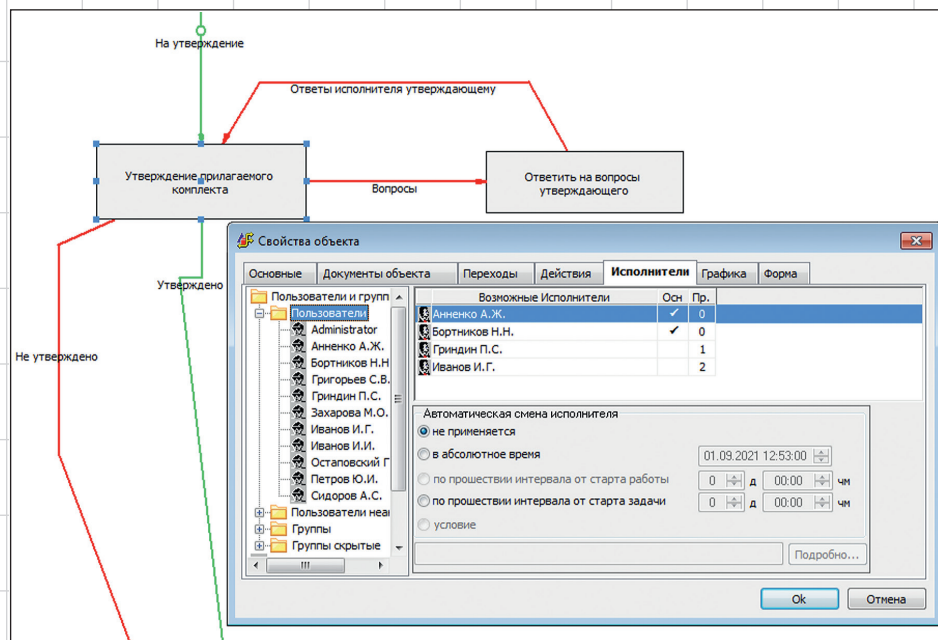 На утверждение
Ответы исполнителя утверждающему
Утверждение прилагаемого
комплекта
Вопросы
Ответить на вопросы
утверждающего
Утверждено
Не утверждено
Свойства объекта
Основные Документы объекта Переходы Действия Исполнители Графика Форма
Пользователи и групп
Пользователи
Administrator
Анненко А.Ж.
Бортников Н.Н
Григорьев С.В.
Гриндин П.С.
Захарова М.О.
Иванов И.Г.
Иванов И.И.
Остаповский Г
Петров Ю.И.
Сидоров А.С.
Пользователи неа
Группы
Группы скрытые
Возможные Исполнители Осн Пр.
Анненко А.Ж. ✓ 0
Бортников Н.Н. ✓ 0
Гриндин П.С. 1
Иванов И.Г. 2
Автоматическая смена исполнителя
не применяется
в абсолютное время 01.09.2021 12:53:00
по прошествии интервала от старта работы 0 д 00:00 чм
по прошествии интервала от старта задачи 0 д 00:00 чм
условие
Подробно...
Ok Отмена